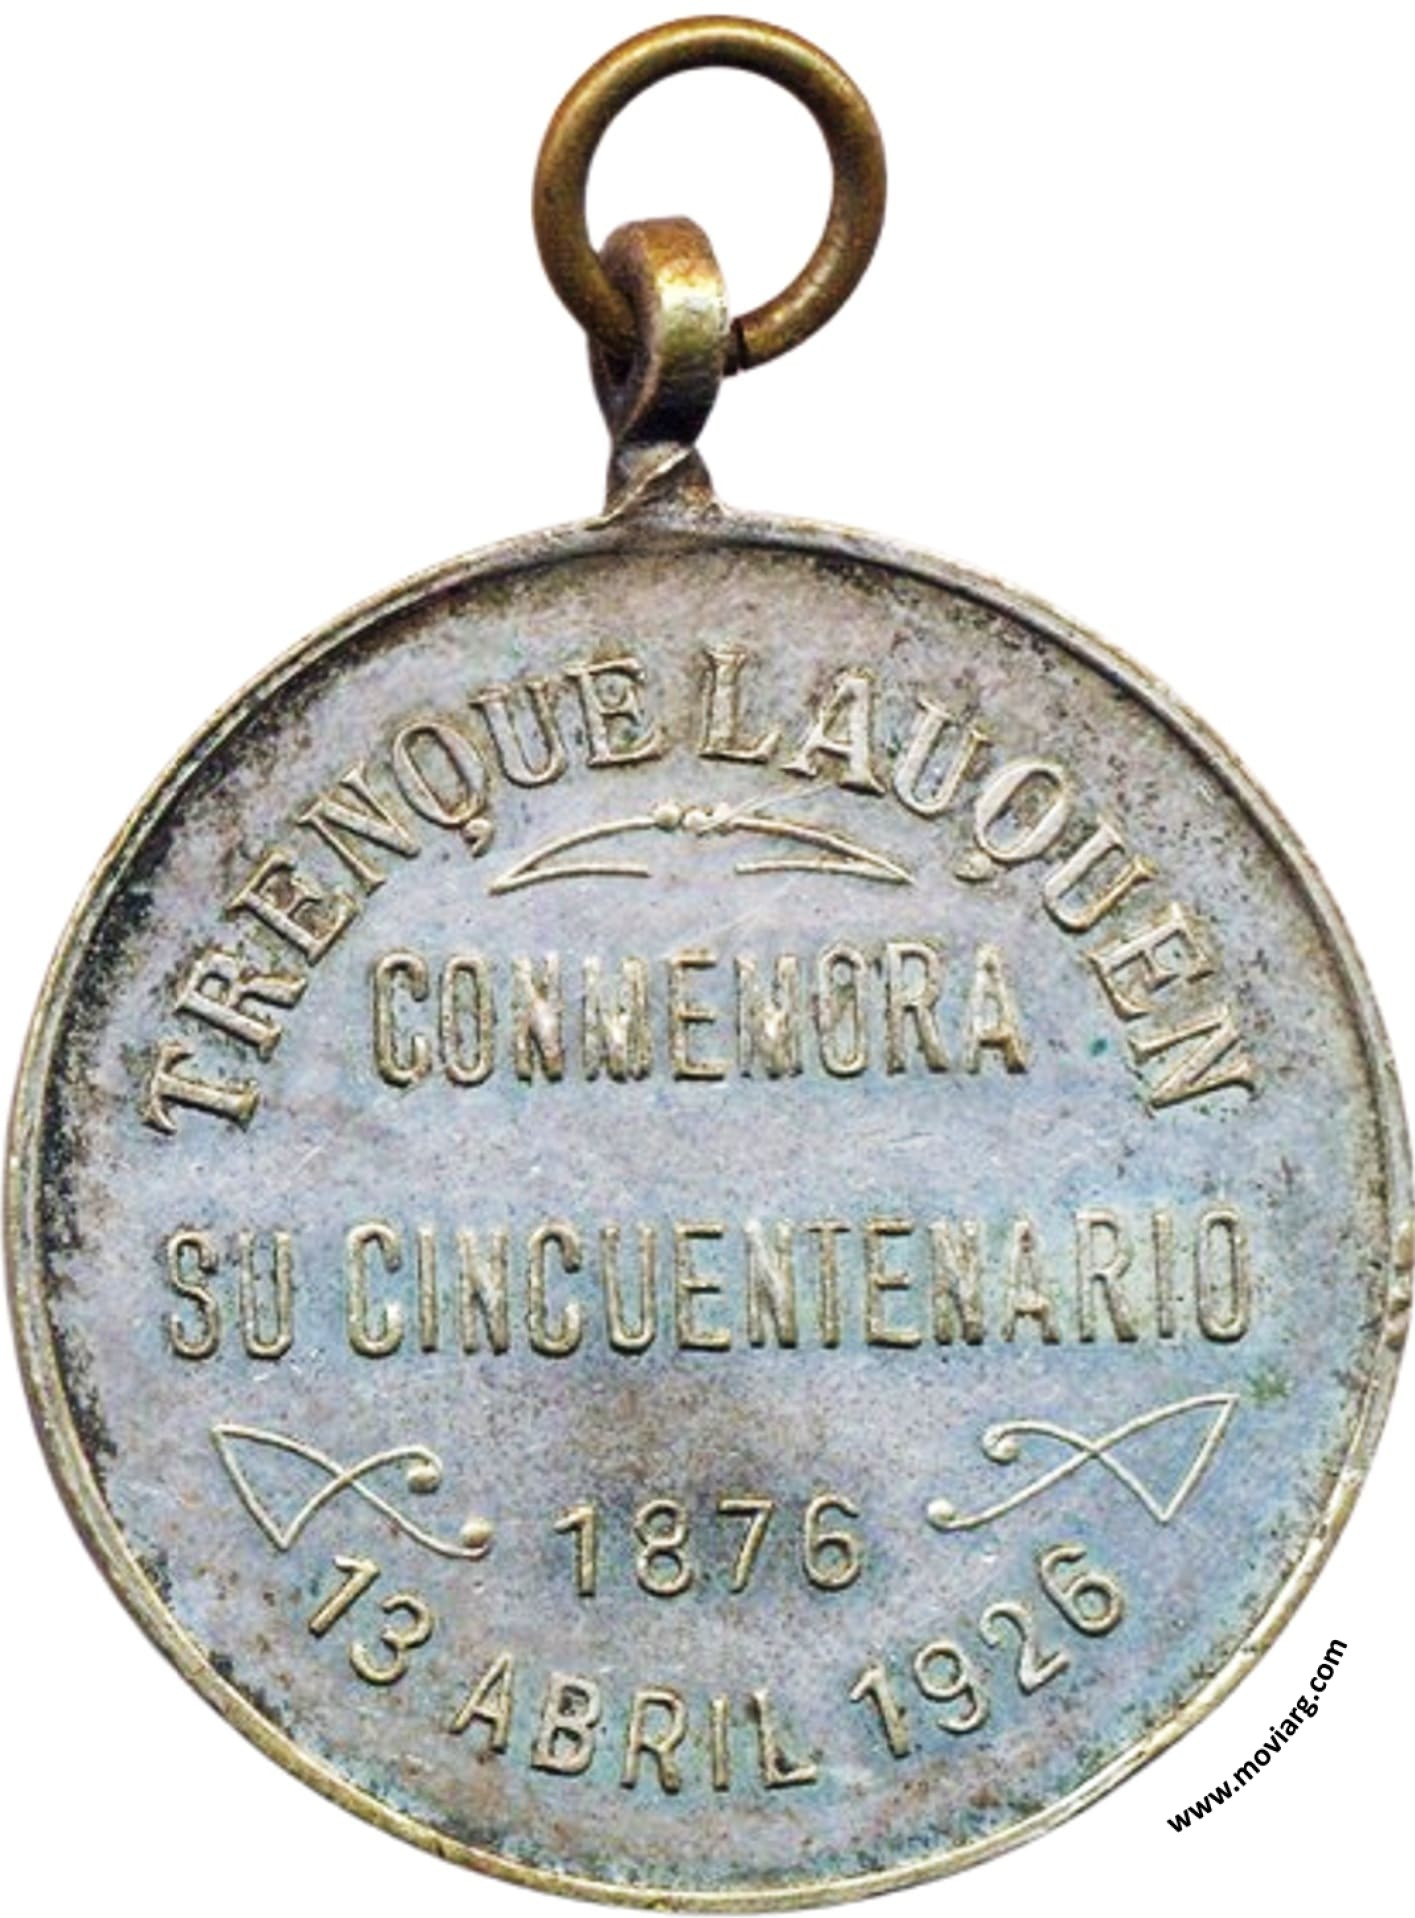 TRENQUE LAUQUEN
CONMEMORA
SU CINCUENTENARIO
1876
13 ABRIL 1926
www.moviarg.com